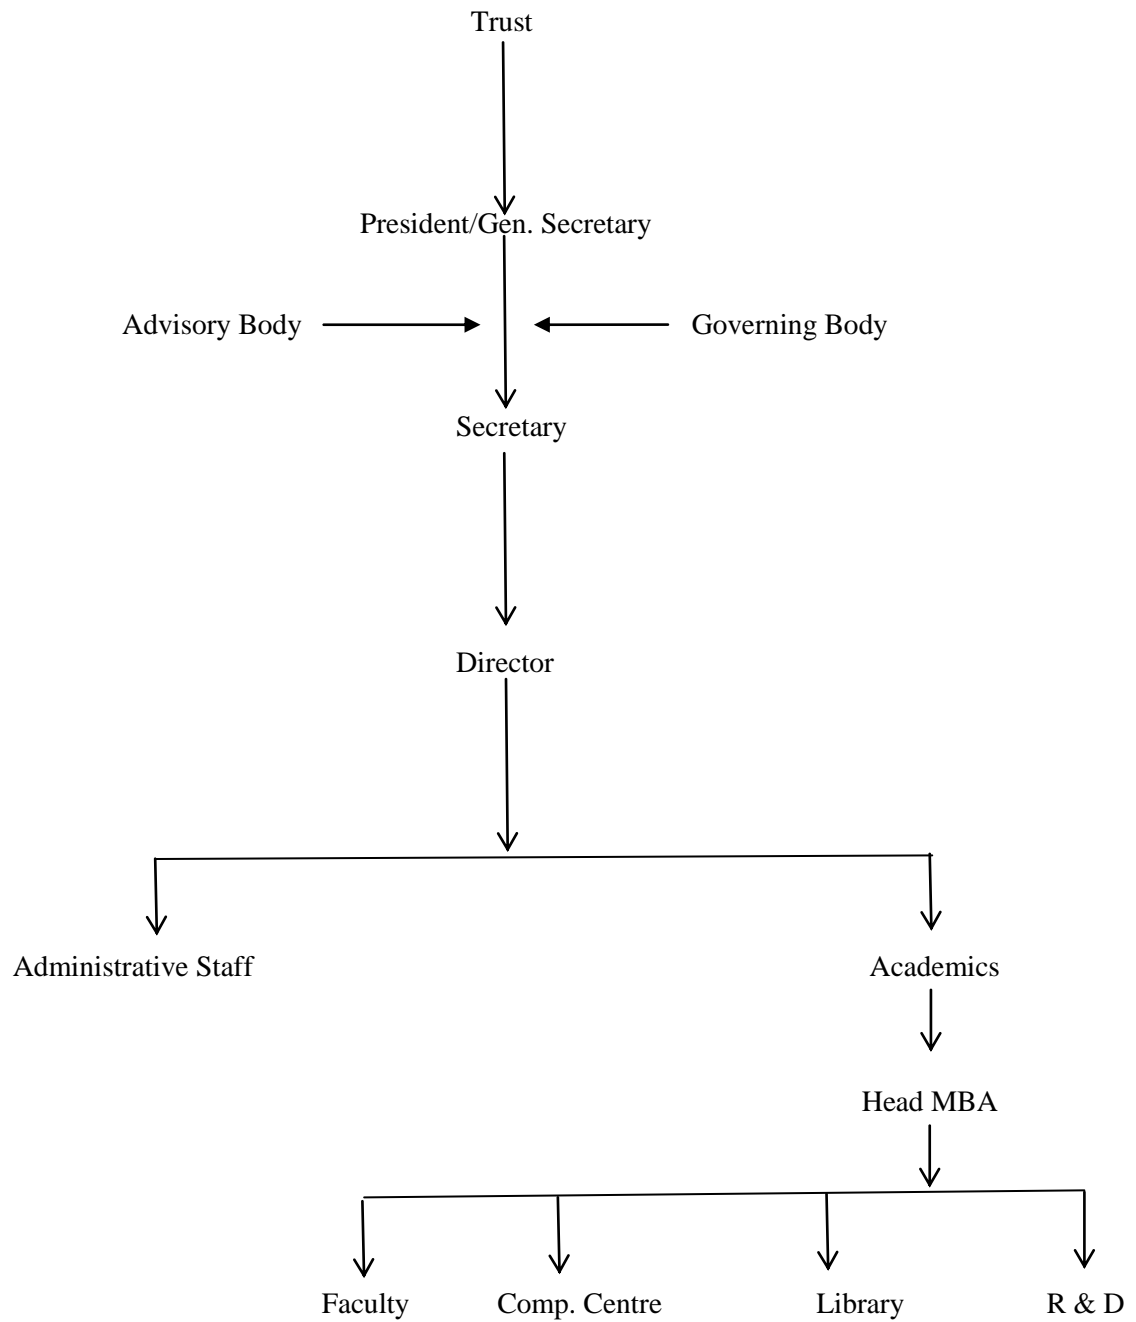 Trust
President/Gen. Secretary
Advisory Body
Governing Body
Secretary
Director
Administrative Staff
Academics
Head MBA
Faculty
Comp. Centre
Library
R & D